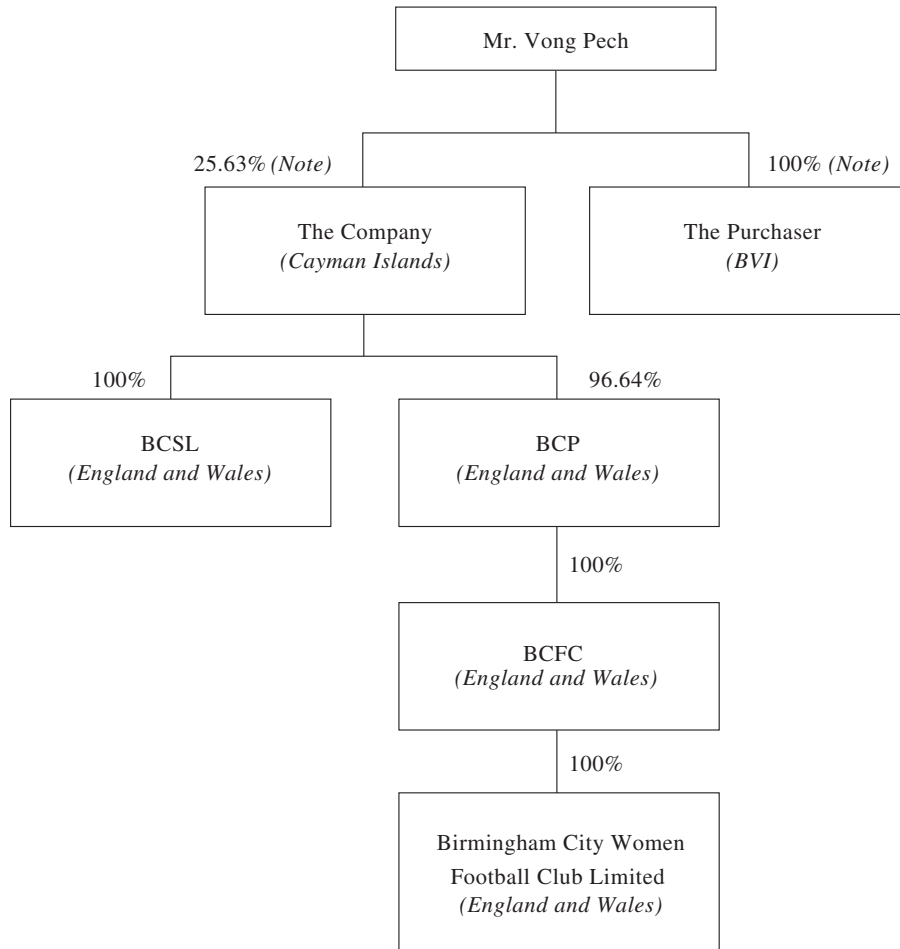 Mr. Vong Pech
25.63% (Note)
100% (Note)
The Company
(Cayman Islands)
The Purchaser
(BVI)
100%
96.64%
BCSL
(England and Wales)
BCP
(England and Wales)
100%
BCFC
(England and Wales)
100%
Birmingham City Women
Football Club Limited
(England and Wales)